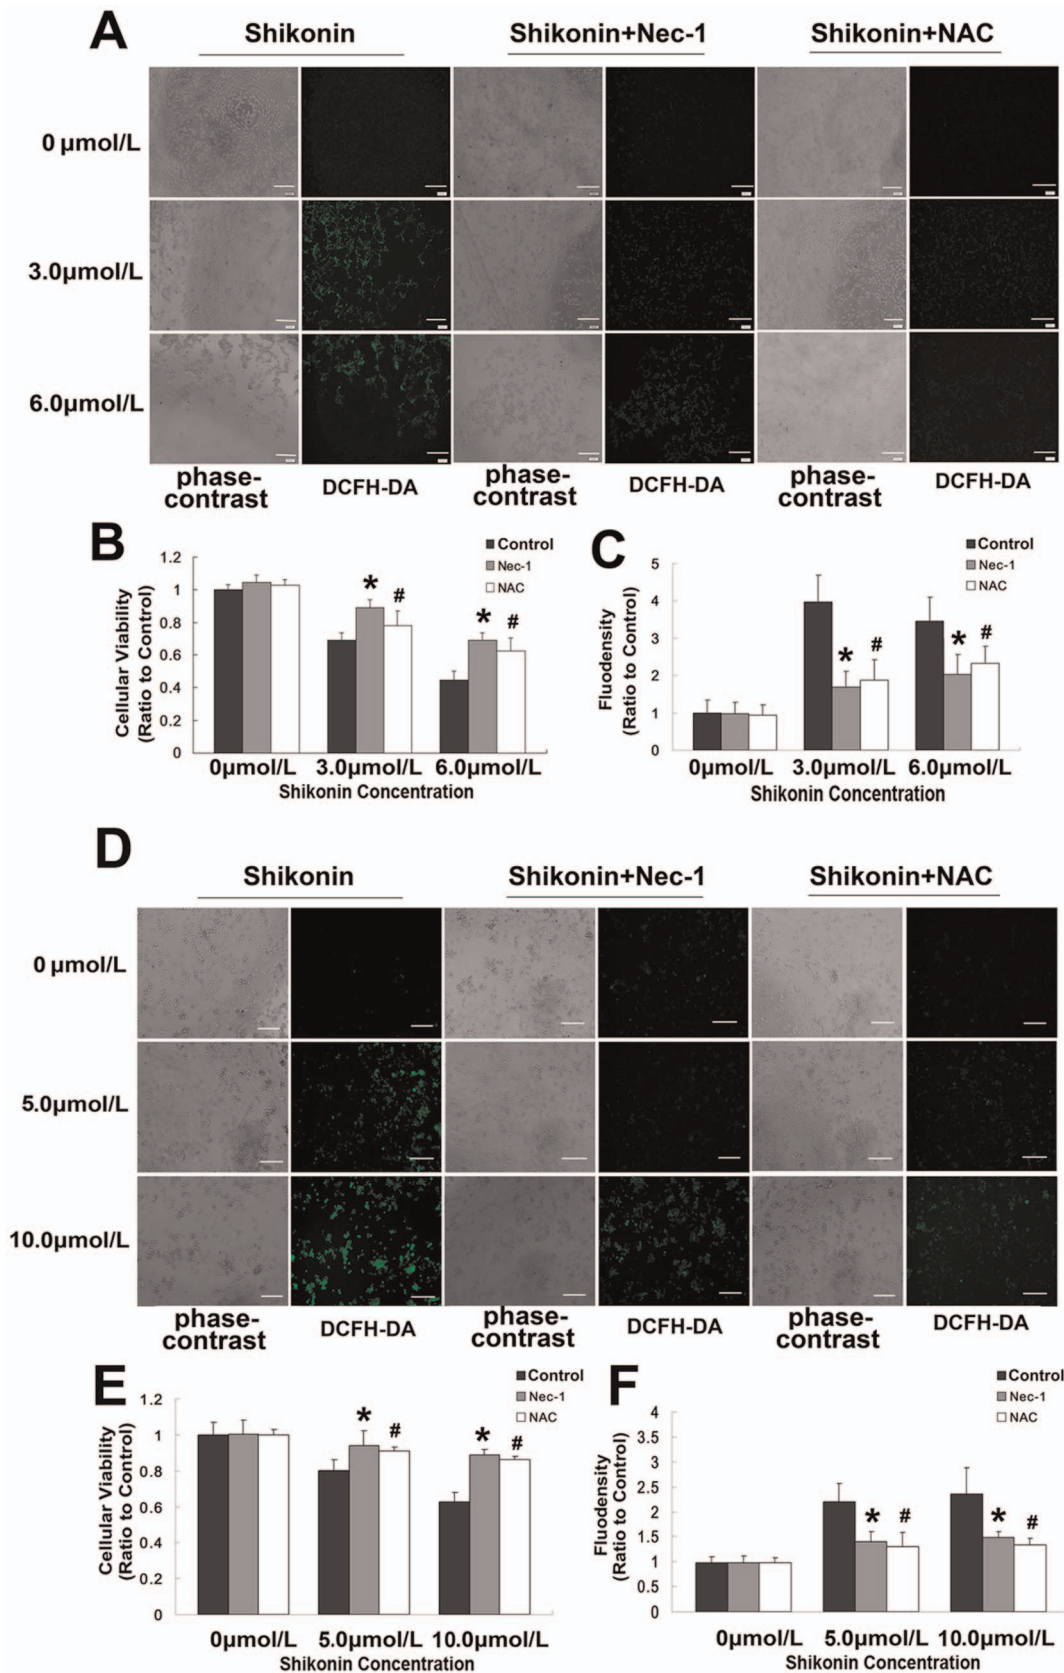 A
Shikonin Shikonin+Nec-1 Shikonin+NAC
0 µmol/L
3.0µmol/L
6.0µmol/L
phase-contrast DCFH-DA phase-contrast DCFH-DA phase-contrast DCFH-DA
B
Control
Nec-1
NAC
Cellular Viability
(Ratio to Control)
1.2
1
0.8
0.6
0.4
0.2
0
* #
* #
0µmol/L 3.0µmol/L 6.0µmol/L
Shikonin Concentration
C
Control
Nec-1
NAC
Fluodensity
(Ratio to Control)
5
4
3
2
1
0
* #
* #
0µmol/L 3.0µmol/L 6.0µmol/L
Shikonin Concentration
D
Shikonin Shikonin+Nec-1 Shikonin+NAC
0 µmol/L
5.0µmol/L
10.0µmol/L
phase-contrast DCFH-DA phase-contrast DCFH-DA phase-contrast DCFH-DA
E
Control
Nec-1
NAC
Cellular Viability
(Ratio to Control)
1.2
1
0.8
0.6
0.4
0.2
0
* #
* #
0µmol/L 5.0µmol/L 10.0µmol/L
Shikonin Concentration
F
Control
Nec-1
NAC
Fluodensity
(Ratio to Control)
4
3.5
3
2.5
2
1.5
1
0.5
0
* #
* #
0µmol/L 5.0µmol/L 10.0µmol/L
Shikonin Concentration